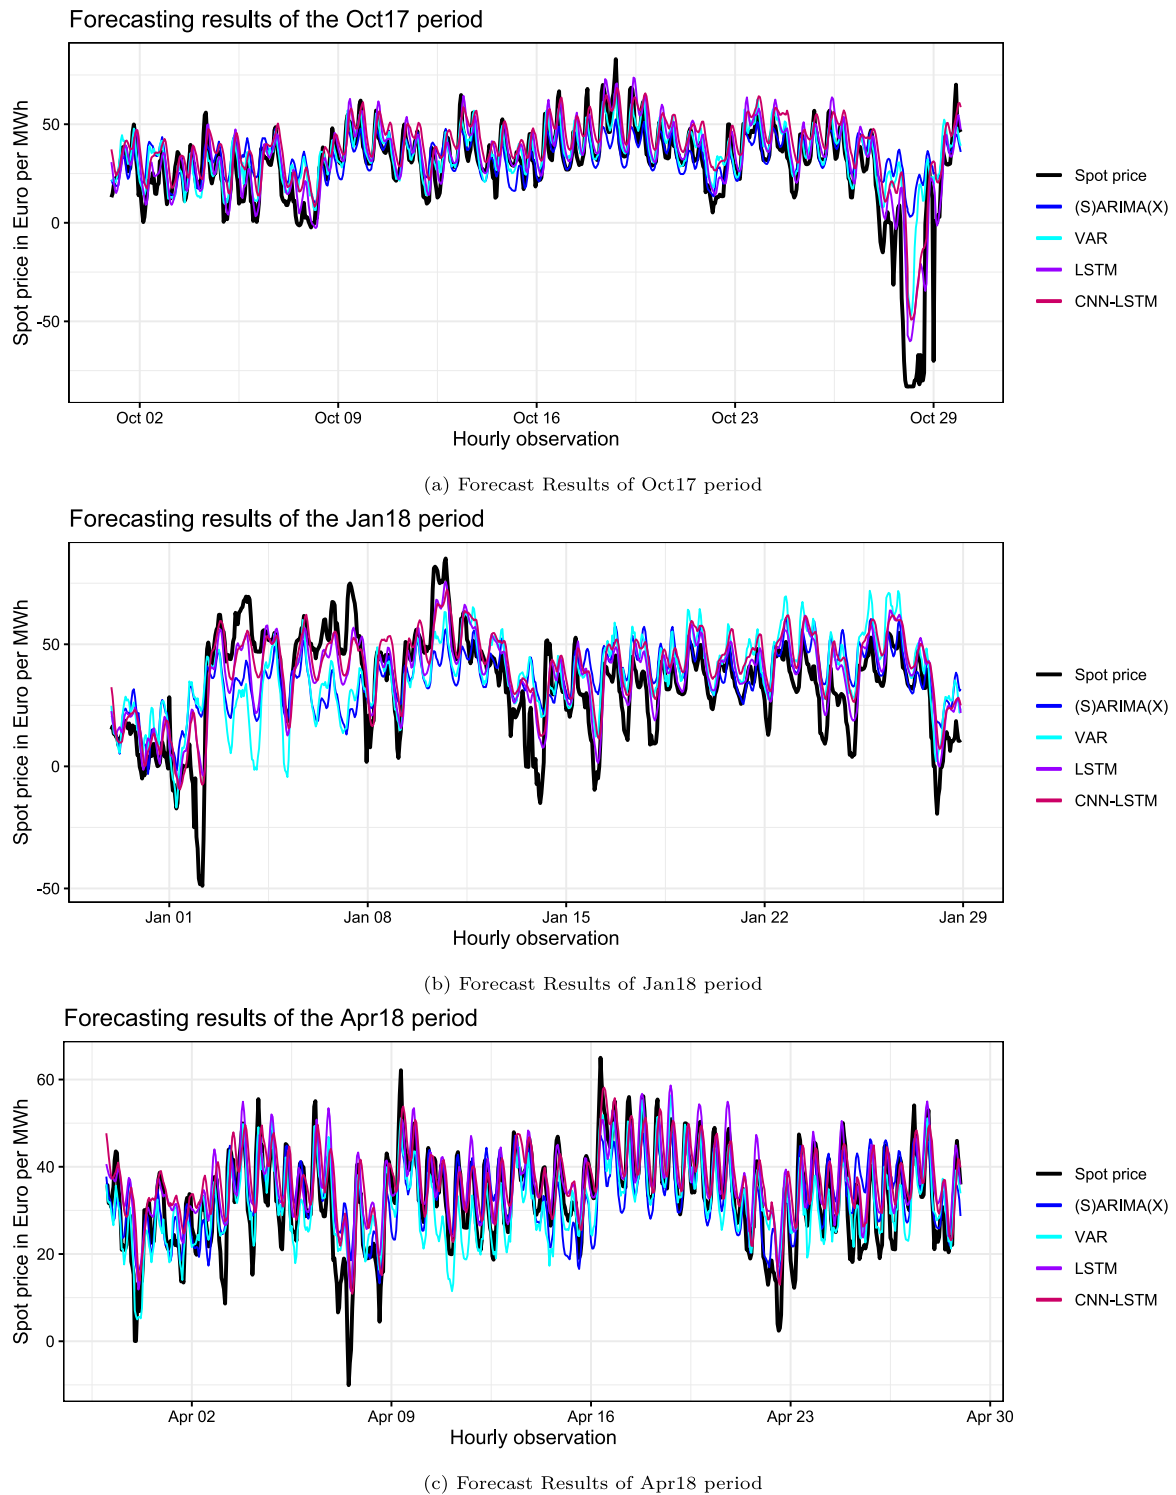 Forecasting results of the Oct17 period
Spot price in Euro per MWh
50
0
-50
Oct 02
Oct 09
Oct 16
Oct 23
Oct 29
Hourly observation
Spot price
(S)ARIMA(X)
VAR
LSTM
CNN-LSTM
(a) Forecast Results of Oct17 period
Forecasting results of the Jan18 period
Spot price in Euro per MWh
50
0
-50
Jan 01
Jan 08
Jan 15
Jan 22
Jan 29
Hourly observation
Spot price
(S)ARIMA(X)
VAR
LSTM
CNN-LSTM
(b) Forecast Results of Jan18 period
Forecasting results of the Apr18 period
Spot price in Euro per MWh
60
40
20
0
Apr 02
Apr 09
Apr 16
Apr 23
Apr 30
Hourly observation
Spot price
(S)ARIMA(X)
VAR
LSTM
CNN-LSTM
(c) Forecast Results of Apr18 period